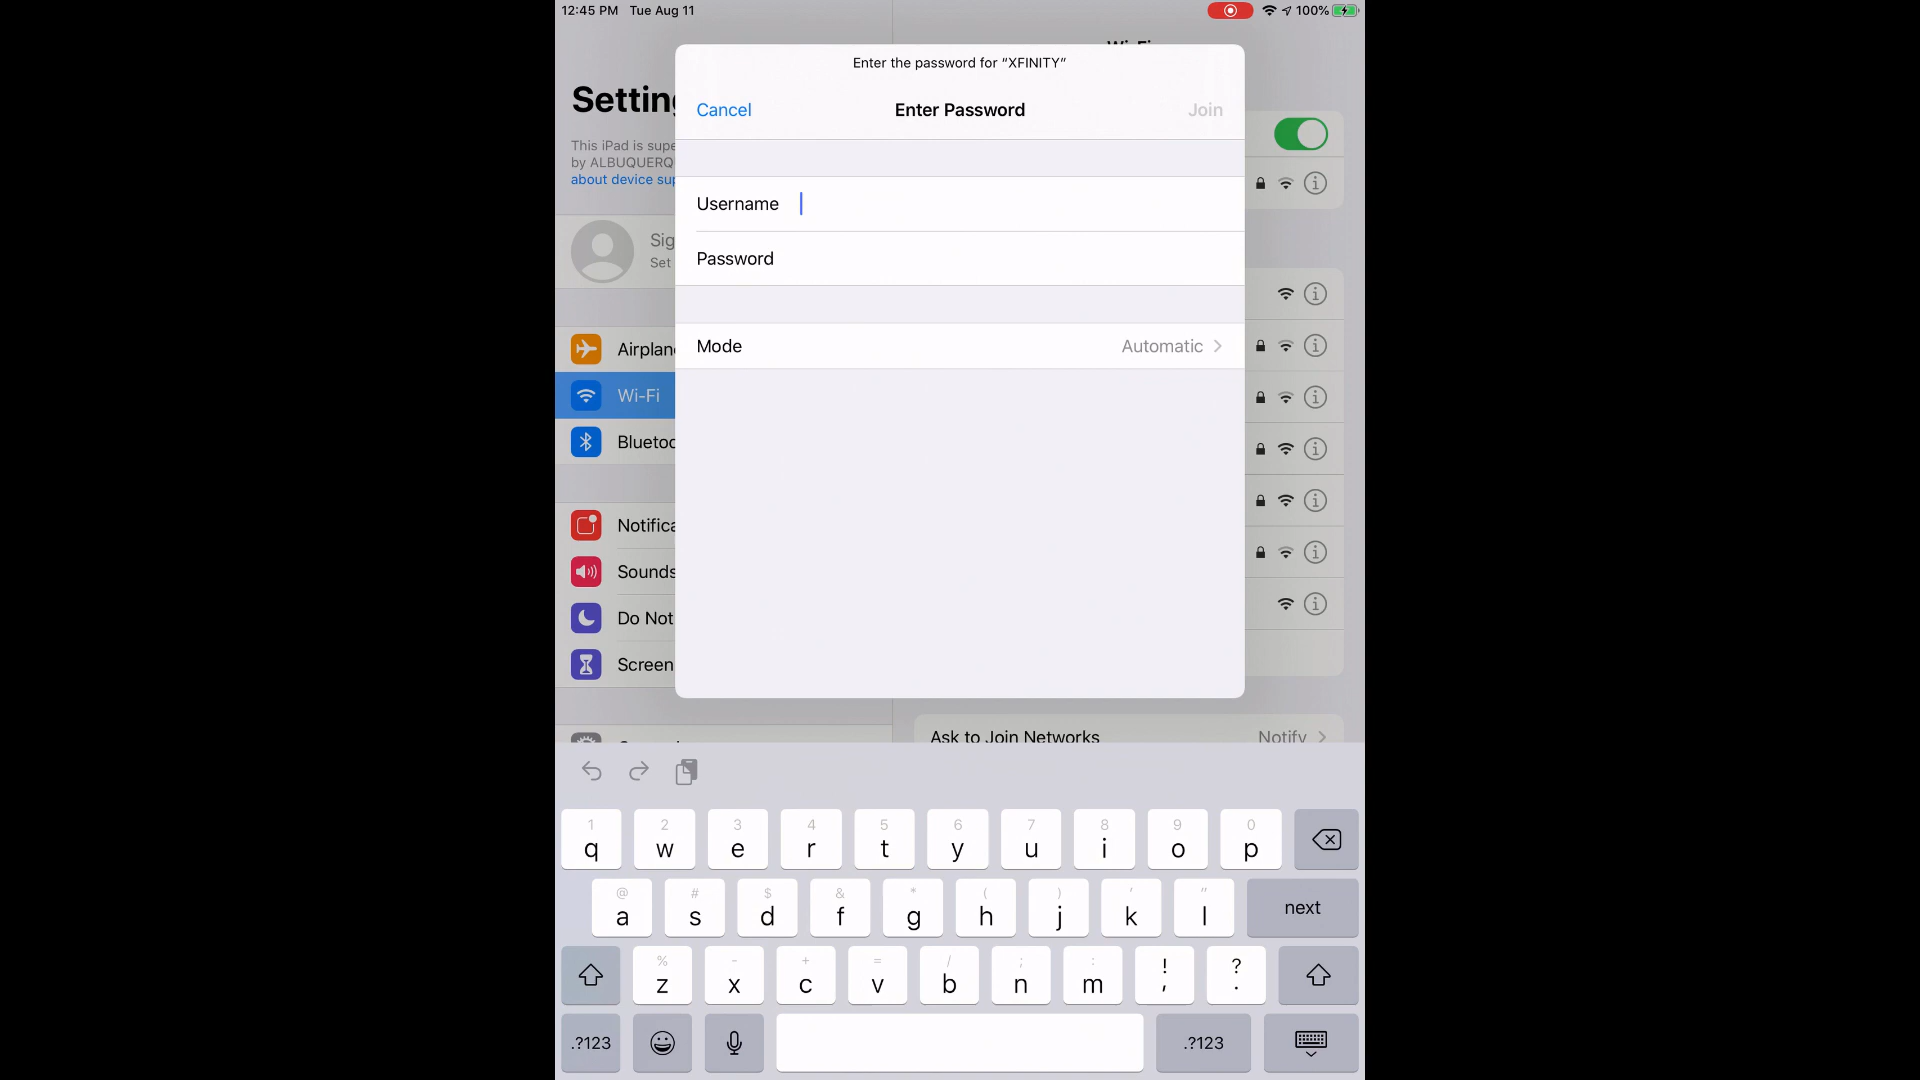 12:45 PM Tue Aug 11
100%
Enter the password for “XFINITY”
Cancel
Enter Password
Join
Settin
This iPad is supe
by ALBUQUERQ
about device sup
Username
Password
Sig
Set
Mode
Automatic
Airplan
Wi-Fi
Bluetoo
Notifica
Sounds
Do Not
Screen
Ask to Join Networks
Notify
1 2 3 4 5 6 7 8 9 0
q w e r t y u i o p
@ # $ & * ( ) ' "
a s d f g h j k l
next
% - + = / ; : ! ?
z x c v b n m , .
.?123
.?123